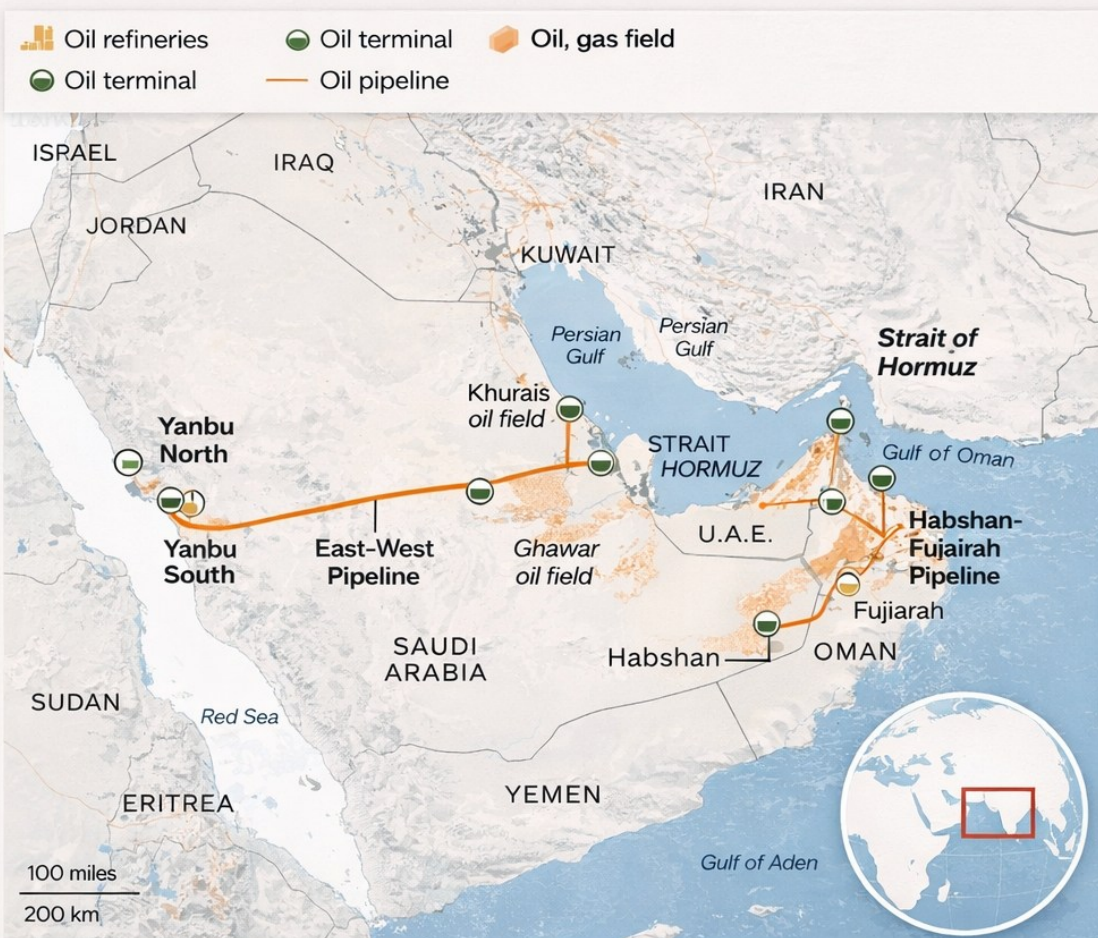 Oil refineries
Oil terminal
Oil, gas field
Oil terminal
Oil pipeline
ISRAEL
IRAQ
IRAN
JORDAN
KUWAIT
Persian
Gulf
Persian
Gulf
Strait of
Hormuz
Khurais
oil field
Yanbu
North
STRAIT
HORMUZ
Gulf of Oman
U.A.E.
Habshan-
Fujairah
Pipeline
Yanbu
South
East-West
Pipeline
Ghawar
oil field
Fujiarah
SAUDI
ARABIA
Habshan
OMAN
SUDAN
Red Sea
ERITREA
YEMEN
Gulf of Aden
100 miles
200 km